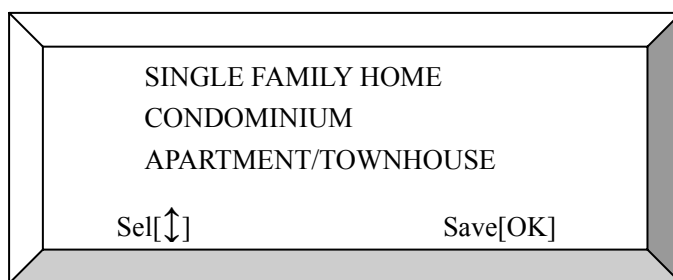 SINGLE FAMILY HOME
CONDOMINIUM
APARTMENT/TOWNHOUSE
Sel[↕] Save[OK]